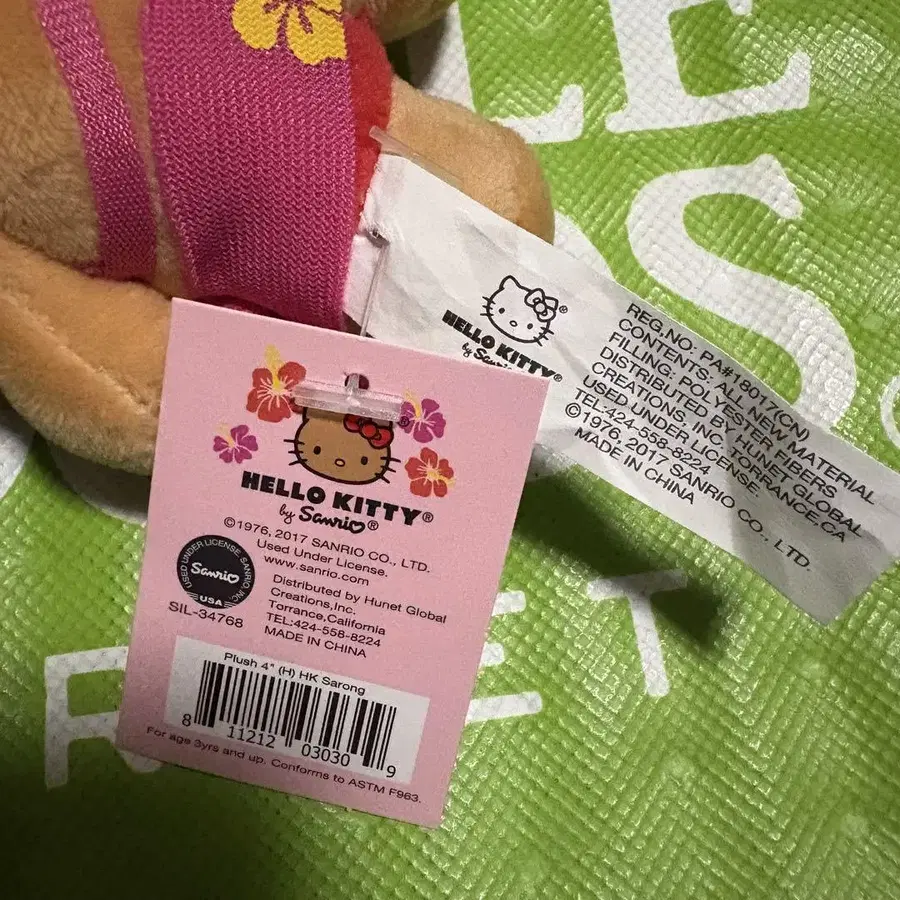 HELLO KITTY®
by Sanrio®
©1976, 2017 SANRIO CO., LTD.
Used Under License.
www.sanrio.com
USED UNDER LICENSE. SANRIO, INC.
Sanrio
USA
SIL-34768
Distributed by Hunet Global
Creations,Inc.
Torrance,California
TEL:424-558-8224
MADE IN CHINA
Plush 4" (H) HK Sarong
8 11212 03030 9
For age 3yrs and up. Conforms to ASTM F963.
HELLO KITTY®
by Sanrio
REG.NO: PA#18017(CN)
CONTENTS: ALL NEW MATERIAL
FILLING: POLYESTER FIBERS
DISTRIBUTED BY: HUNET GLOBAL
CREATIONS, INC. TORRANCE,CA
USED UNDER LICENSE.
TEL:424-558-8224
©1976, 2017 SANRIO CO., LTD.
MADE IN CHINA